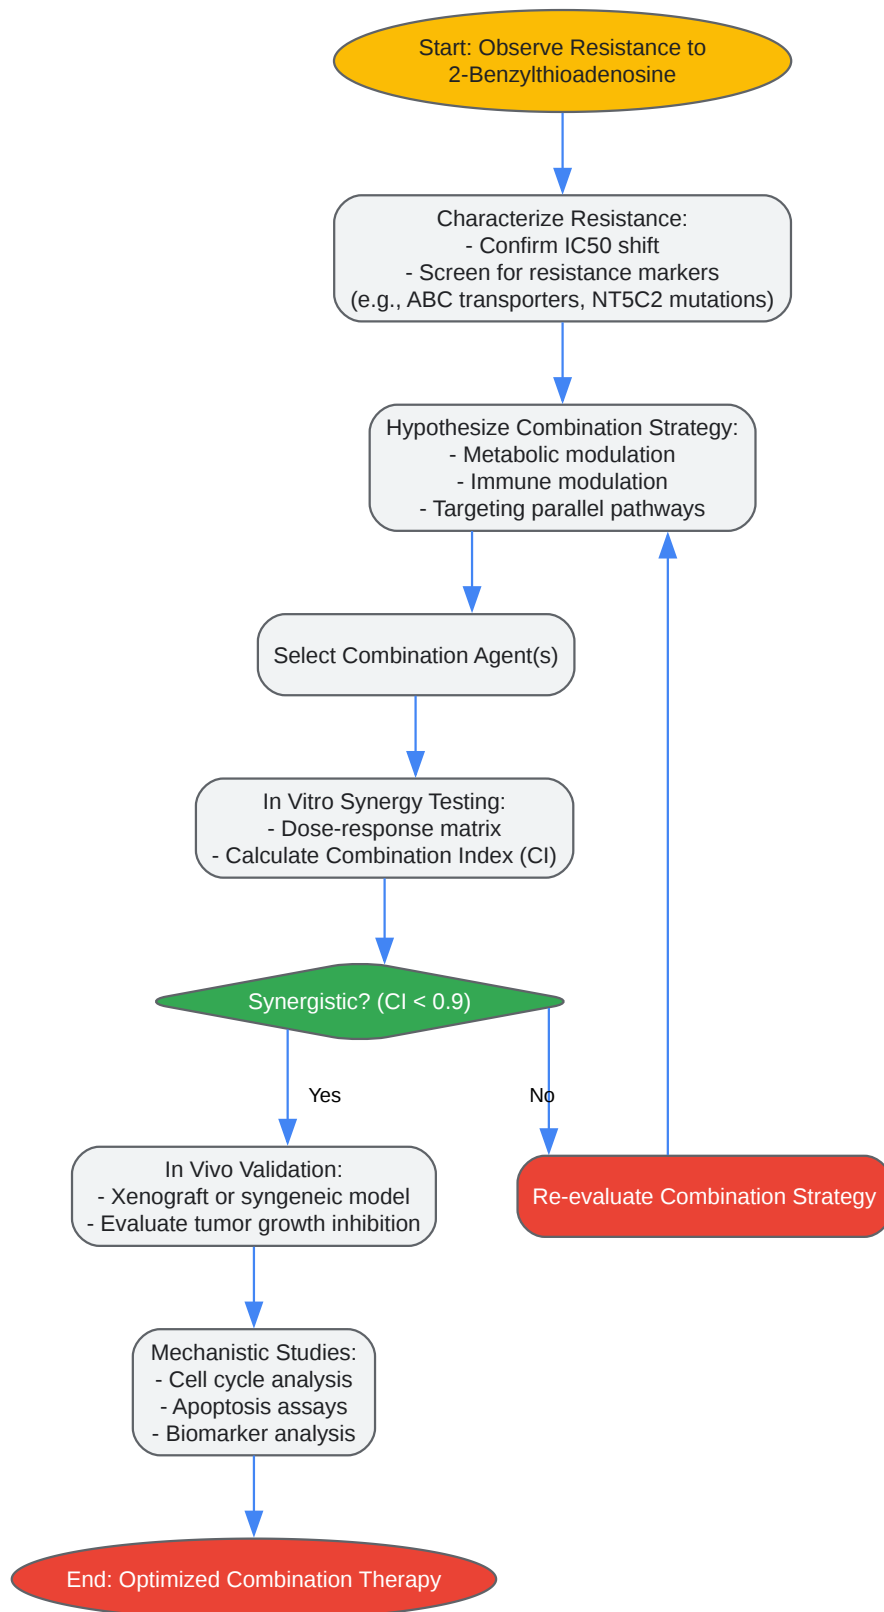 Start: Observe Resistance to
2-Benzylthioadenosine
Characterize Resistance:
- Confirm IC50 shift
- Screen for resistance markers
(e.g., ABC transporters, NT5C2 mutations)
Hypothesize Combination Strategy:
- Metabolic modulation
- Immune modulation
- Targeting parallel pathways
Select Combination Agent(s)
In Vitro Synergy Testing:
- Dose-response matrix
- Calculate Combination Index (CI)
Synergistic? (CI < 0.9)
Yes
No
In Vivo Validation:
- Xenograft or syngeneic model
- Evaluate tumor growth inhibition
Re-evaluate Combination Strategy
Mechanistic Studies:
- Cell cycle analysis
- Apoptosis assays
- Biomarker analysis
End: Optimized Combination Therapy